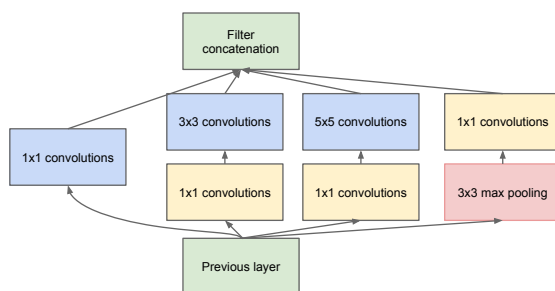 Filter
concatenation
3x3 convolutions
5x5 convolutions
1x1 convolutions
1x1 convolutions
1x1 convolutions
1x1 convolutions
3x3 max pooling
Previous layer